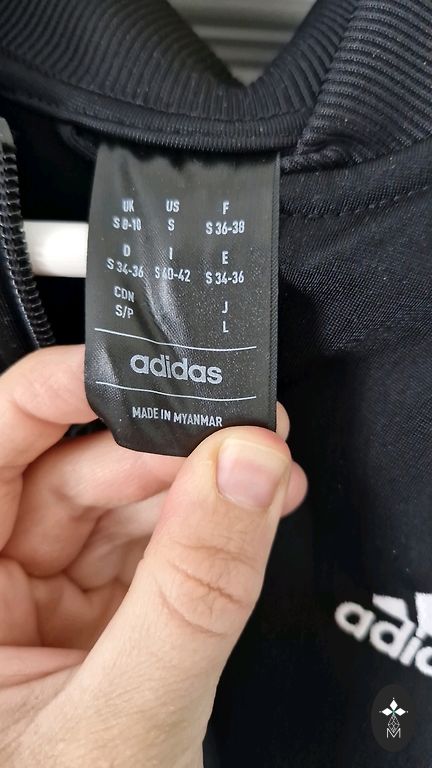 UK US F
S 8-10 S S 36-38
D I E
S 34-36 S 40-42 S 34-36
CDN J
S/P L
adidas
MADE IN MYANMAR
adid
M